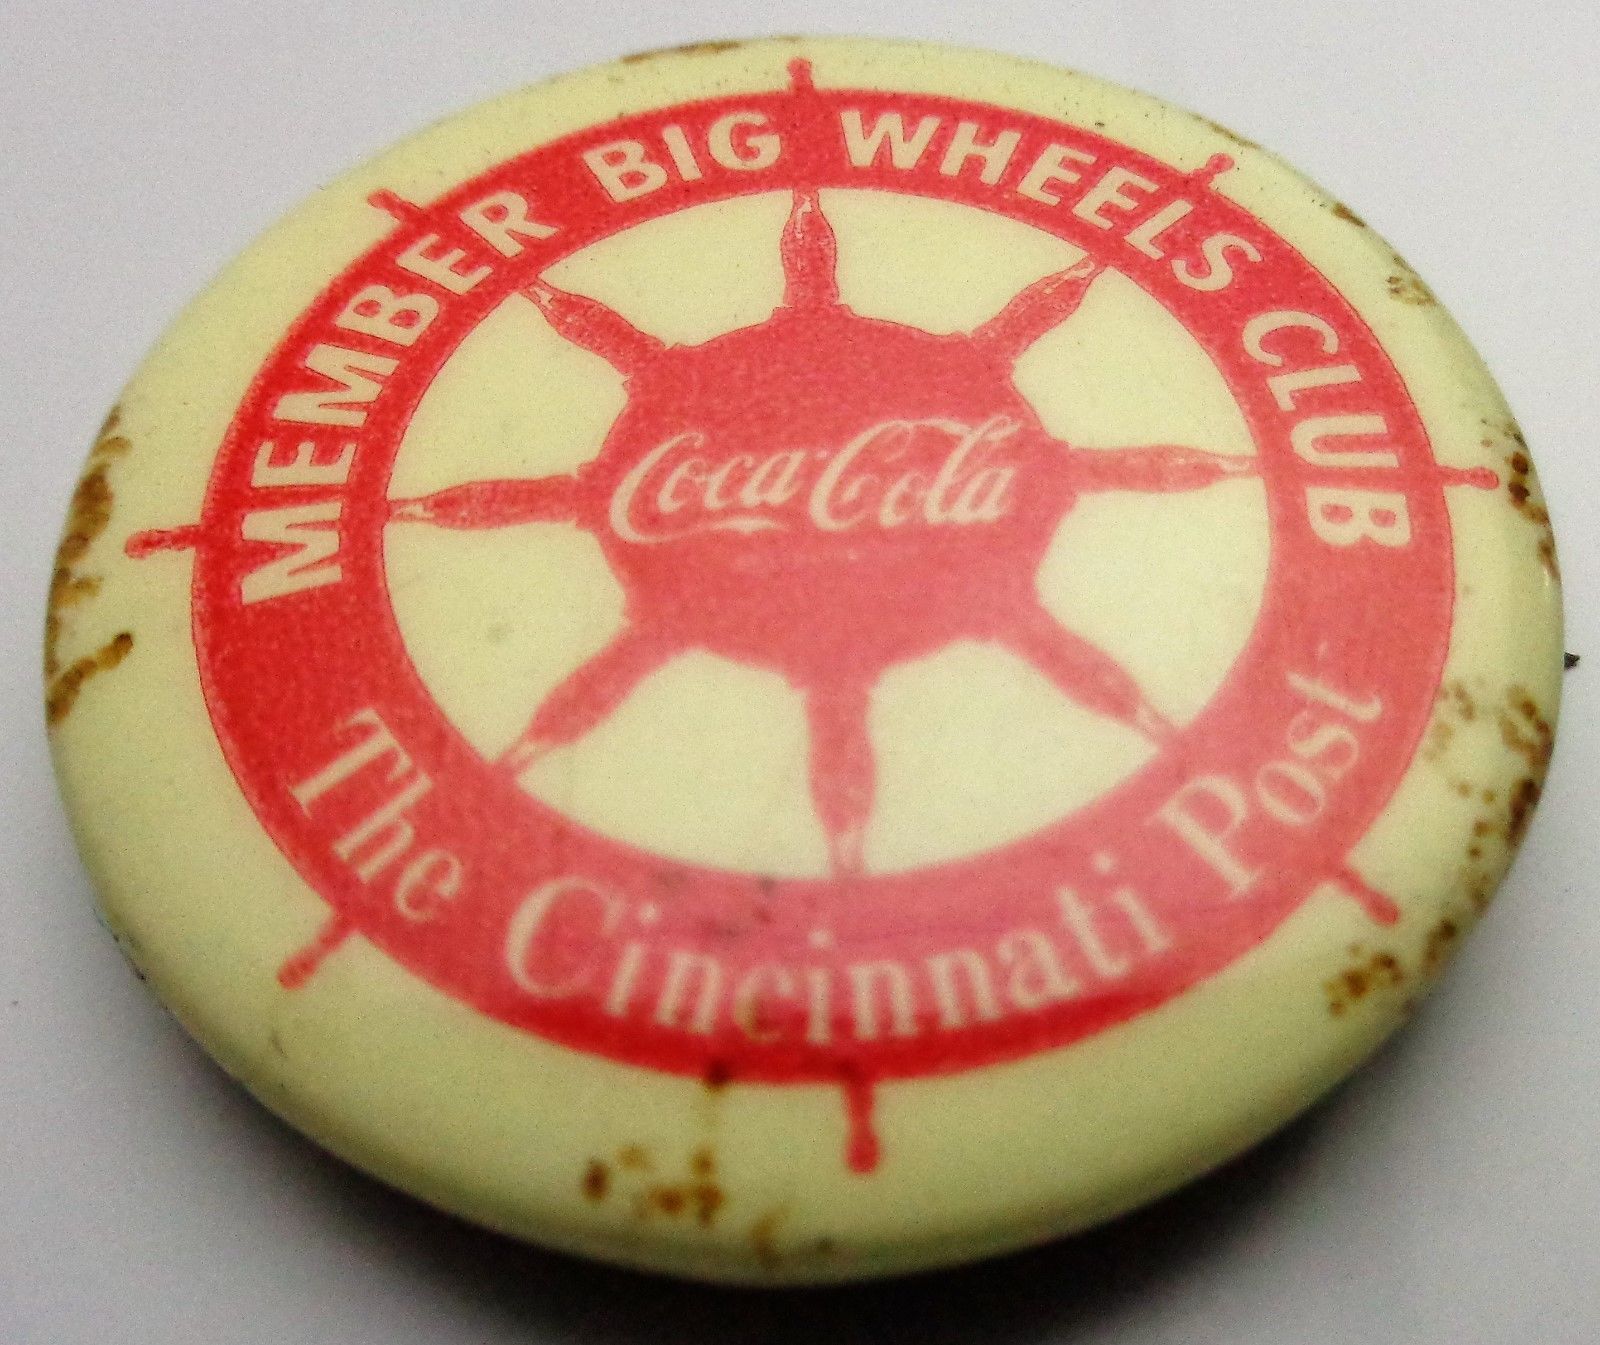 MEMBER BIG WHEELS CLUB
Coca-Cola
The Cincinnati Post